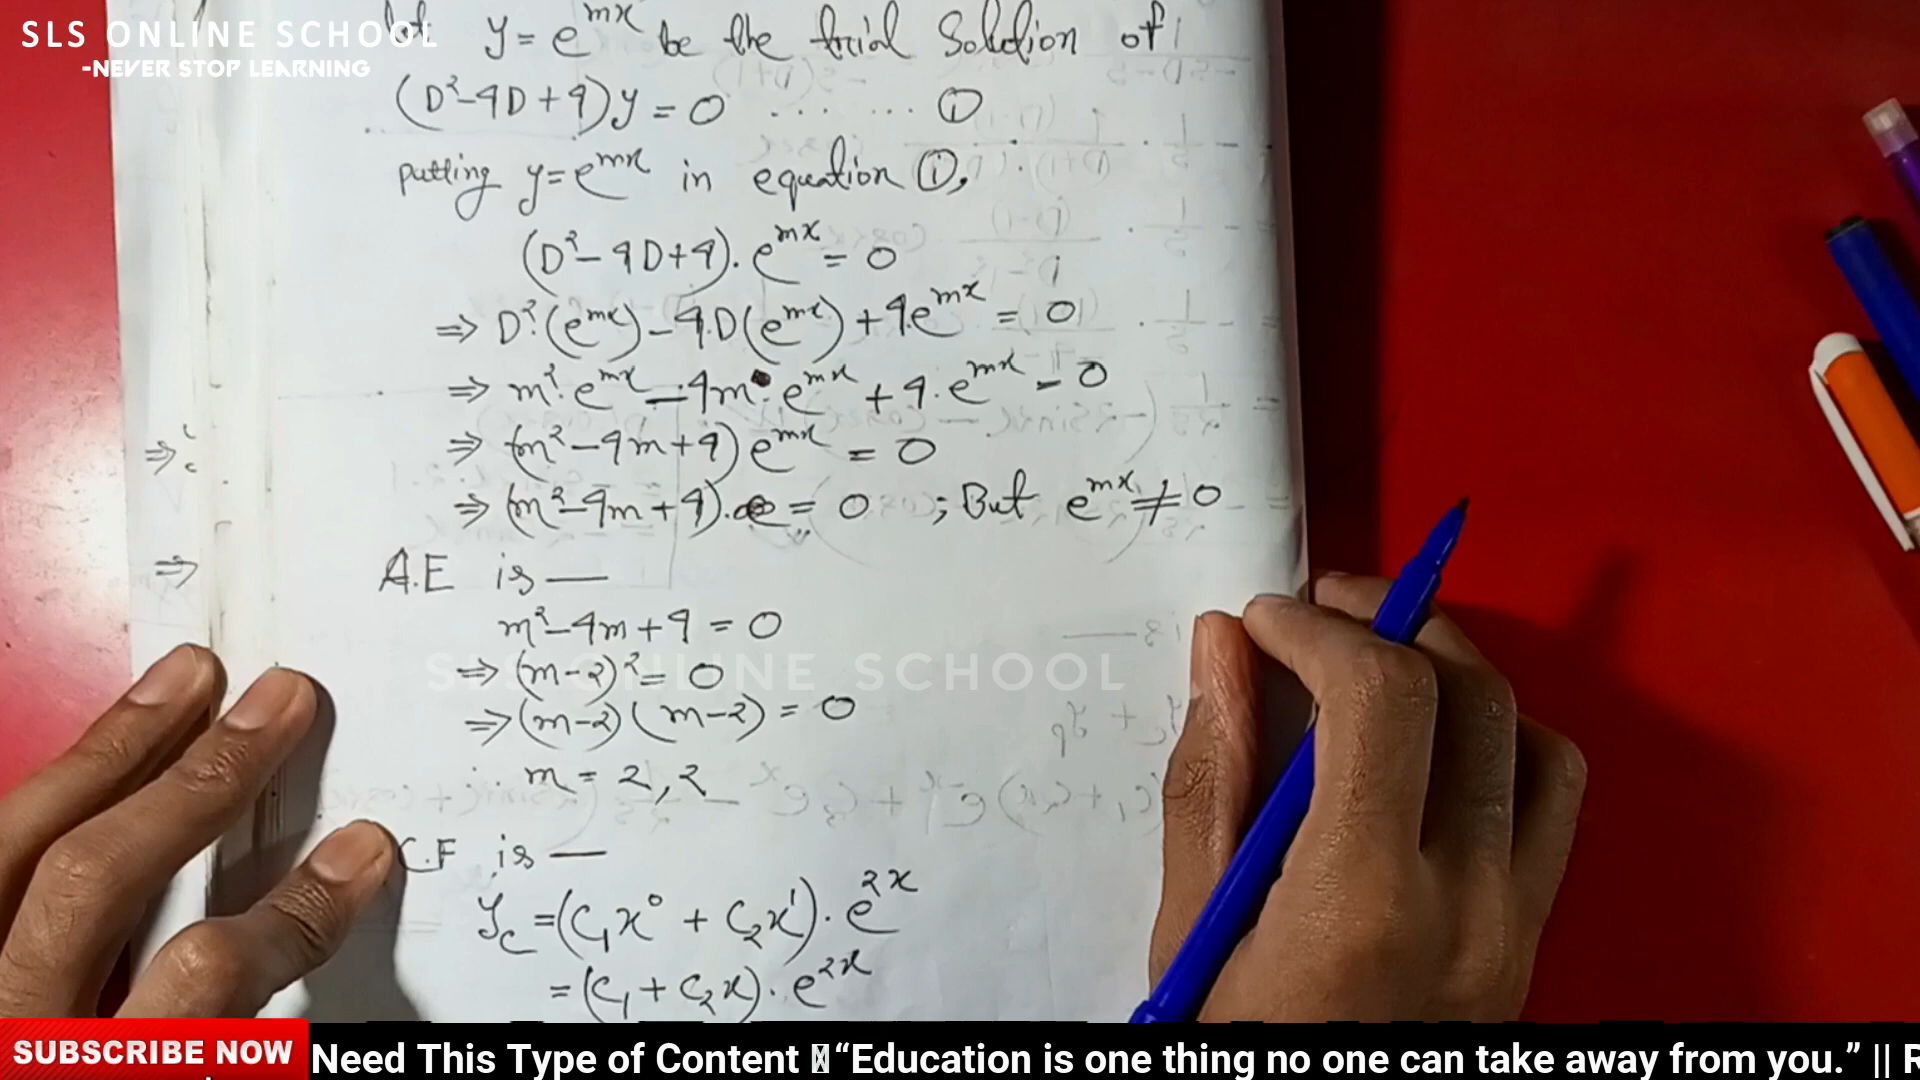 SLS ONLINE SCHOOL
-NEVER STOP LEARNING
y = e^mx be the trial Solution of
(D²-4D+4)y = 0 ... ... ①
putting y=e^mx in equation ①,
(D²-4D+4).e^mx = 0
⇒ D².(e^mx)-4.D(e^mx)+4.e^mx = 0
⇒ m².e^mx -4m.e^mx +4.e^mx = 0
⇒ (m²-4m+4)e^mx = 0
⇒ (m²-4m+4). = 0 ; But e^mx ≠ 0
A.E is —
m²-4m+4 = 0
⇒ (m-2)² = 0
⇒ (m-2)(m-2) = 0
∴ m = 2, 2
C.F is —
y_c = (c₁x⁰ + c₂x¹).e^2x
= (c₁+c₂x).e^2x
SLS ONLINE SCHOOL
SUBSCRIBE NOW
Need This Type of Content “Education is one thing no one can take away from you.” || R